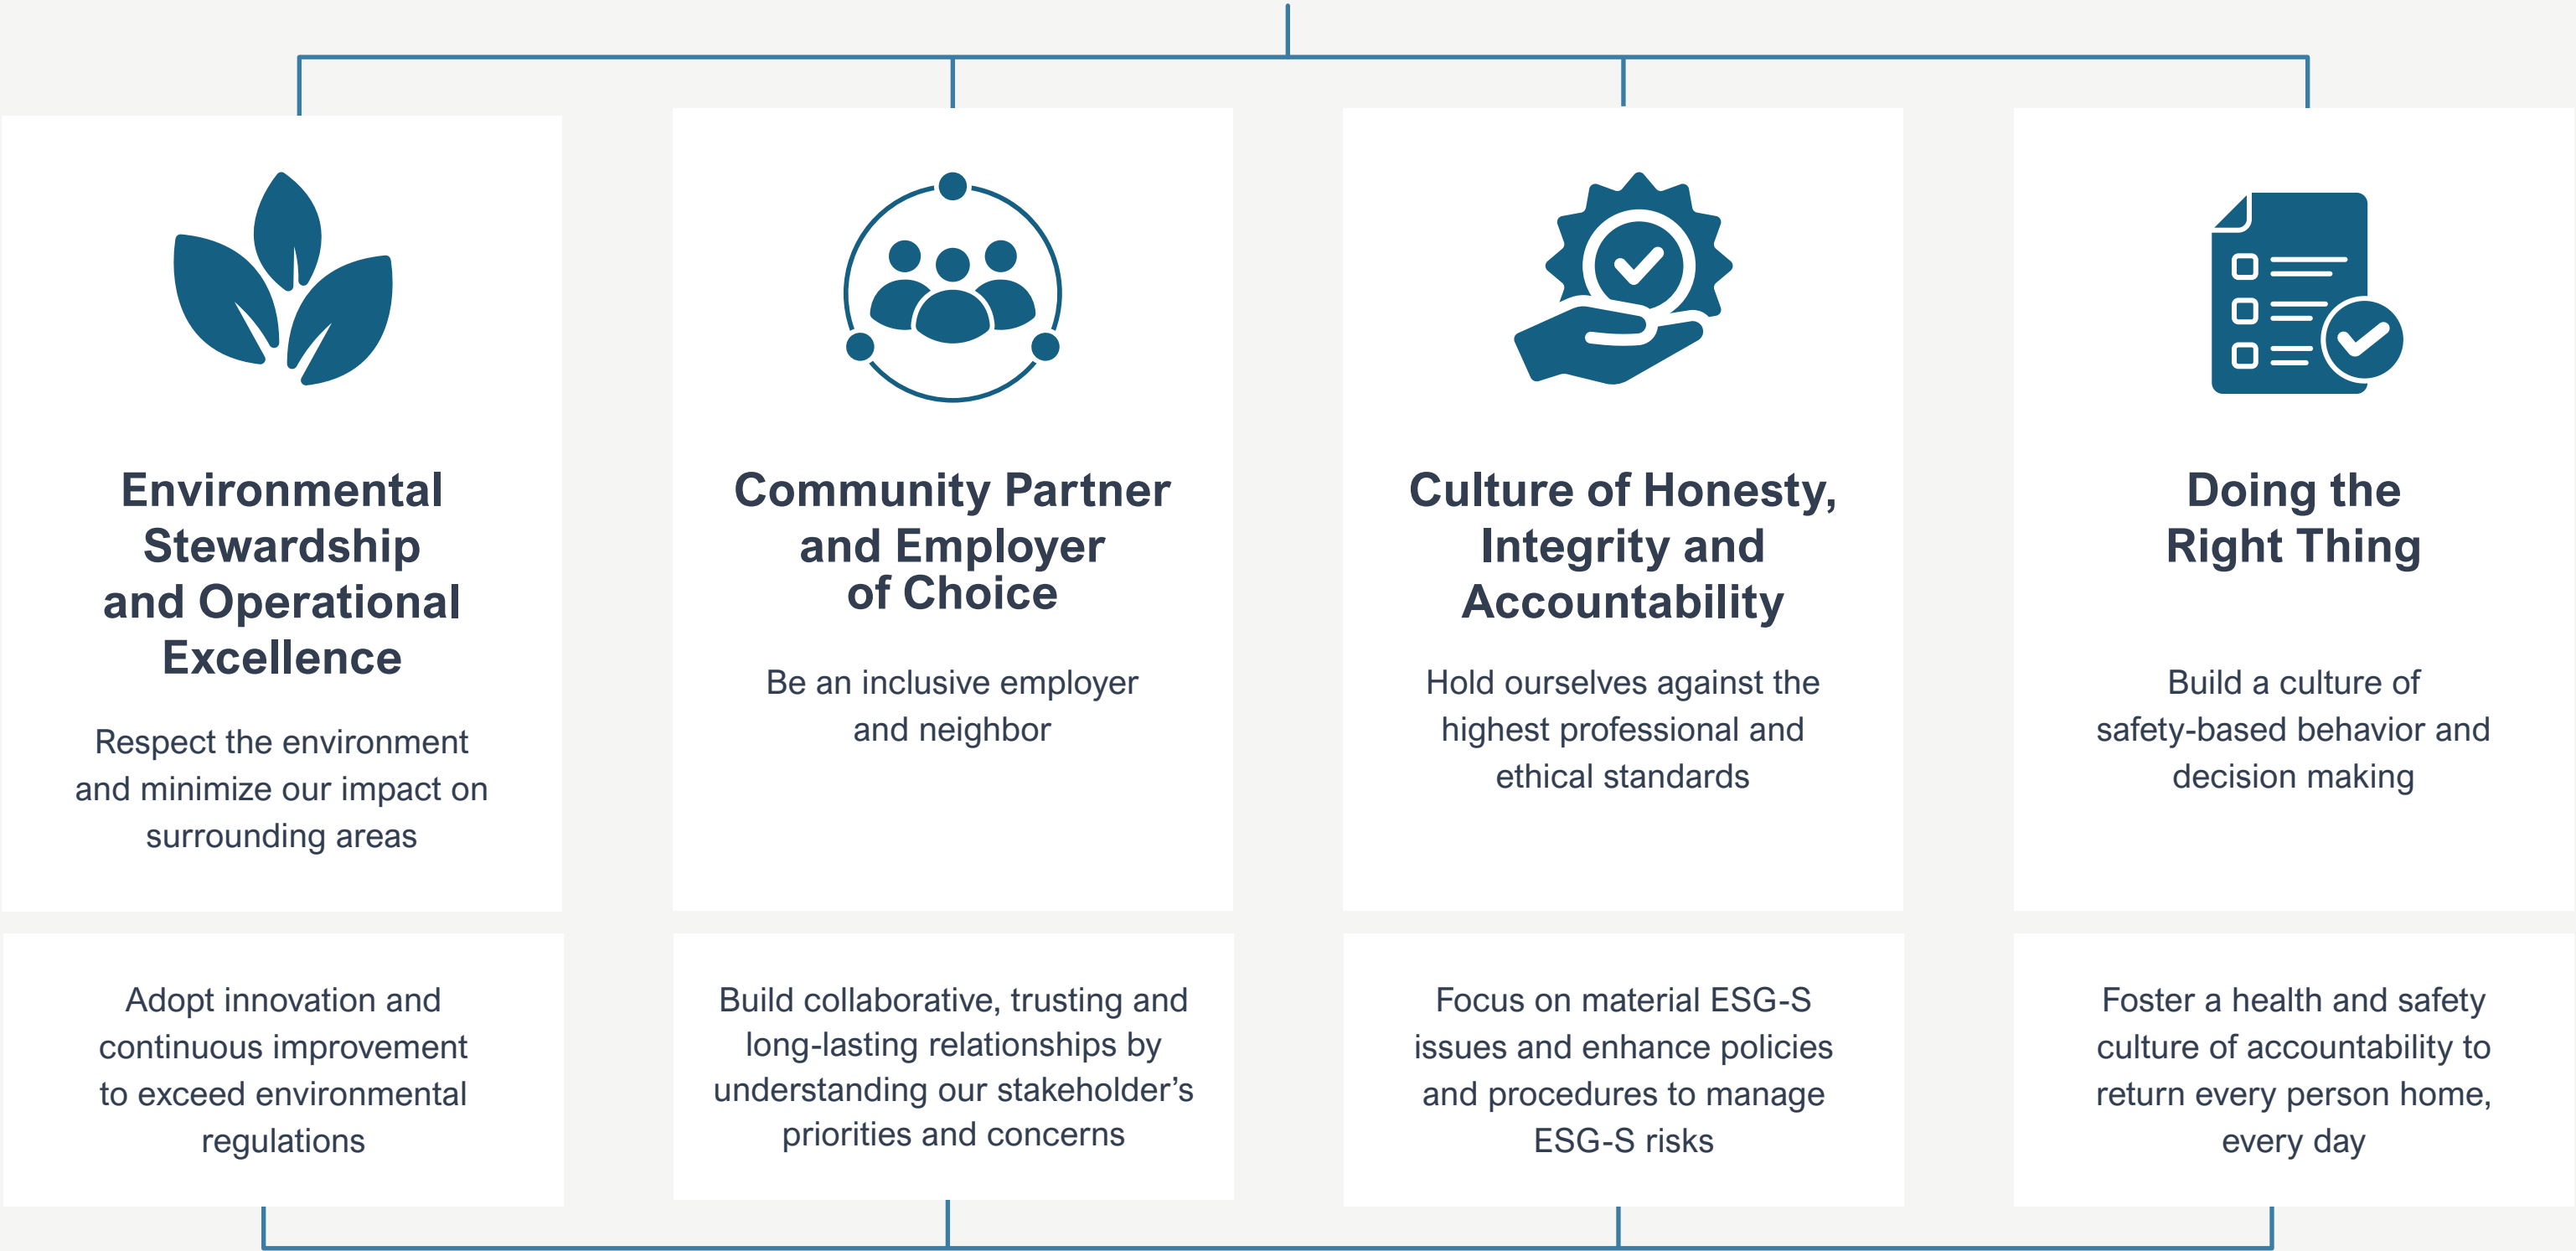 Environmental
Stewardship
and Operational
Excellence
Respect the environment
and minimize our impact on
surrounding areas
Adopt innovation and
continuous improvement
to exceed environmental
regulations
Community Partner
and Employer
of Choice
Be an inclusive employer
and neighbor
Build collaborative, trusting and
long-lasting relationships by
understanding our stakeholder’s
priorities and concerns
Culture of Honesty,
Integrity and
Accountability
Hold ourselves against the
highest professional and
ethical standards
Focus on material ESG-S
issues and enhance policies
and procedures to manage
ESG-S risks
Doing the
Right Thing
Build a culture of
safety-based behavior and
decision making
Foster a health and safety
culture of accountability to
return every person home,
every day